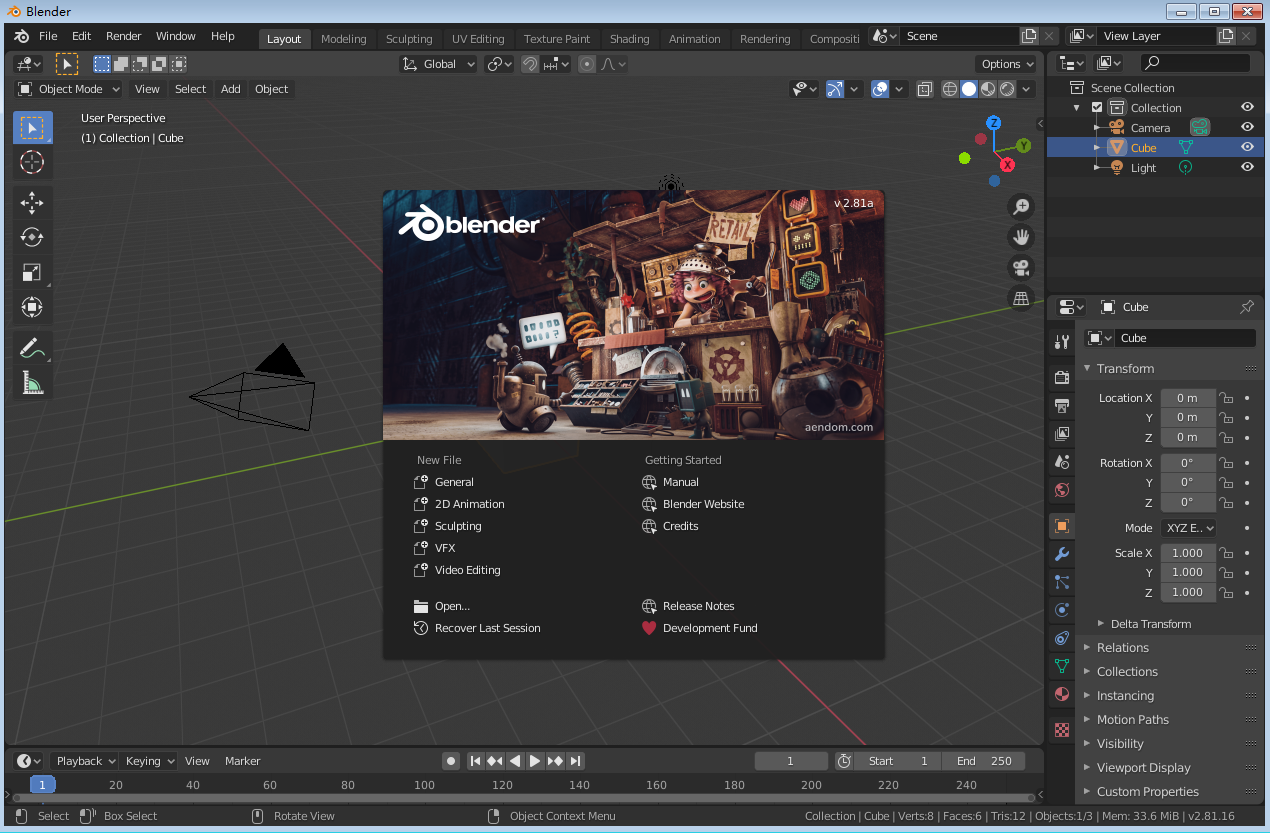 Blender
File Edit Render Window Help Layout Modeling Sculpting UV Editing Texture Paint Shading Animation Rendering Compositi Scene View Layer
Global Options
Object Mode View Select Add Object
User Perspective
(1) Collection | Cube
Z
Y
X
Scene Collection
Collection
Camera
Cube
Light
blender
v 2.81a
RETAIL
aendom.com
New File
General
2D Animation
Sculpting
VFX
Video Editing
Open...
Recover Last Session
Getting Started
Manual
Blender Website
Credits
Release Notes
Development Fund
Cube
Cube
Transform
Location X 0 m
Y 0 m
Z 0 m
Rotation X 0°
Y 0°
Z 0°
Mode XYZ E..
Scale X 1.000
Y 1.000
Z 1.000
Delta Transform
Relations
Collections
Instancing
Motion Paths
Visibility
Viewport Display
Custom Properties
Playback Keying View Marker 1 Start 1 End 250
1 20 40 60 80 100 120 140 160 180 200 220 240
Select Box Select Rotate View Object Context Menu Collection | Cube | Verts:8 | Faces:6 | Tris:12 | Objects:1/3 | Mem: 33.6 MiB | v2.81.16